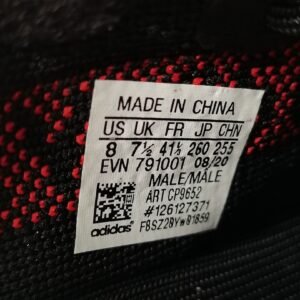 MADE IN CHINA
US UK FR JP CHN
8 7½ 41⅓ 260 255
EVN 791001 08/20
MALE/MÂLE
ART CP9652
#126127371
adidas F8SZ2BYwB1859